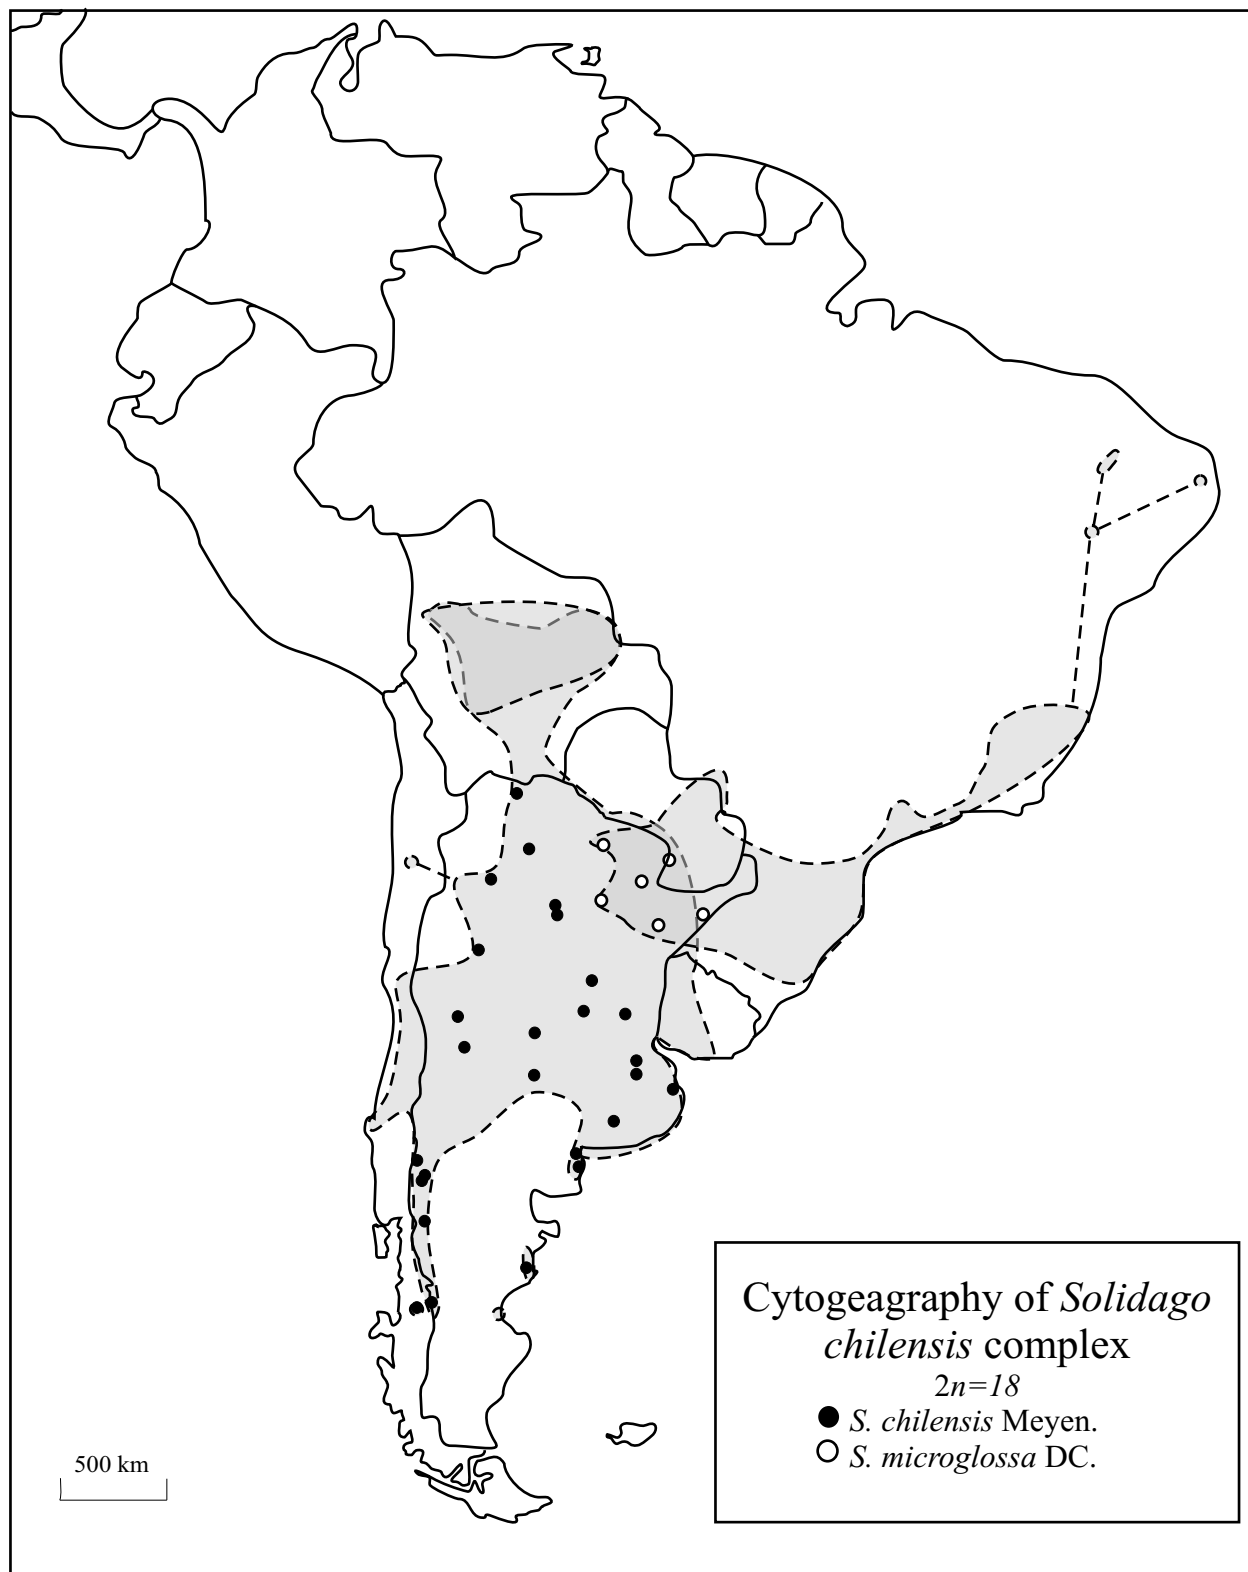 Cytogeagraphy of Solidago
chilensis complex
2n=18
S. chilensis Meyen.
S. microglossa DC.
500 km